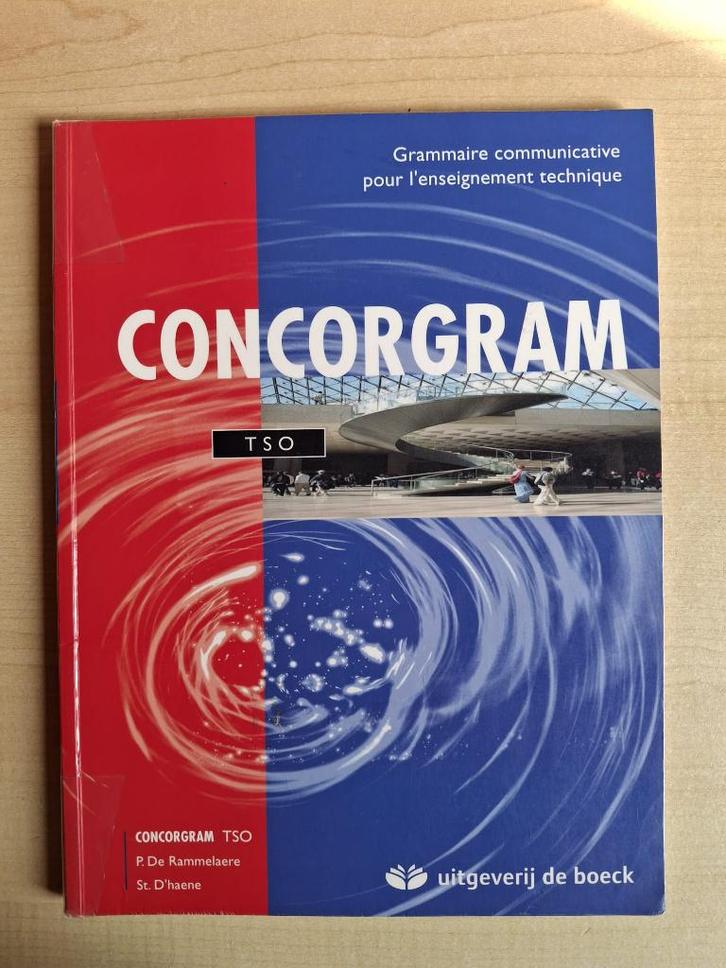 Grammaire communicative
pour l'enseignement technique
CONCORGRAM
TSO
CONCORGRAM TSO
P. De Rammelaere
St. D'haene
uitgeverij de boeck